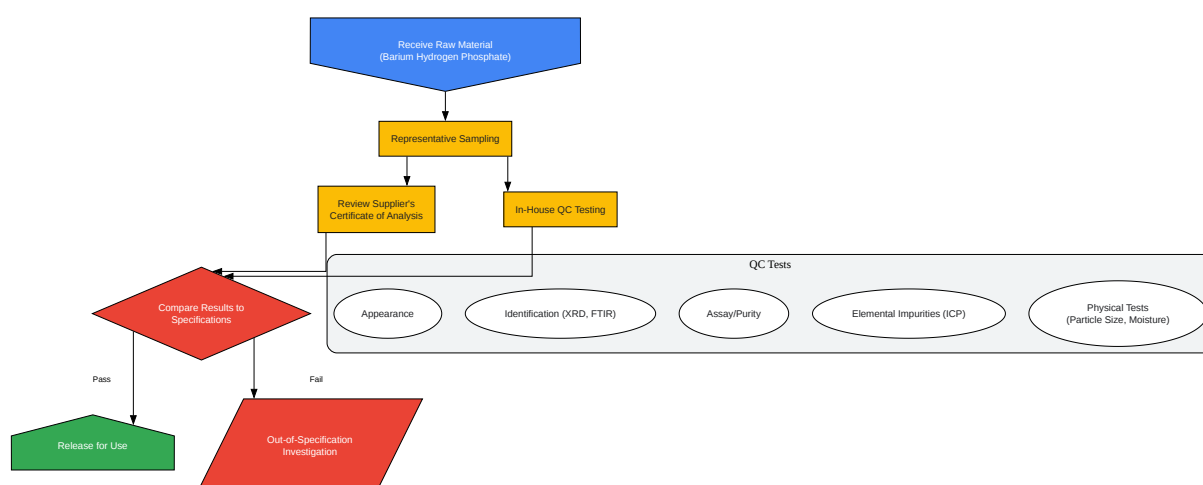 Receive Raw Material
(Barium Hydrogen Phosphate)
Representative Sampling
Review Supplier's
Certificate of Analysis
In-House QC Testing
QC Tests
Appearance
Identification (XRD, FTIR)
Assay/Purity
Elemental Impurities (ICP)
Physical Tests
(Particle Size, Moisture)
Compare Results to
Specifications
Pass
Fail
Release for Use
Out-of-Specification
Investigation